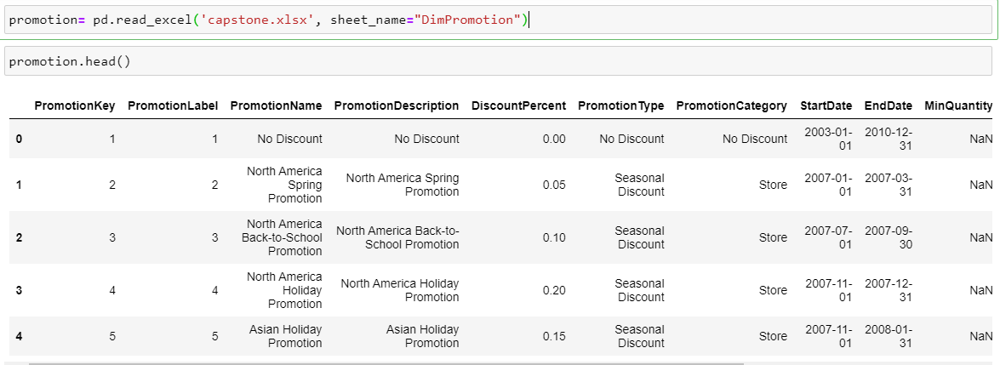 promotion= pd.read_excel('capstone.xlsx', sheet_name="DimPromotion")
promotion.head()
PromotionKey PromotionLabel PromotionName PromotionDescription DiscountPercent PromotionType PromotionCategory StartDate EndDate MinQuantity
0 1 1 No Discount No Discount 0.00 No Discount No Discount 2003-01-01 2010-12-31 NaN
1 2 2 North America Spring Promotion North America Spring Promotion 0.05 Seasonal Discount Store 2007-01-01 2007-03-31 NaN
2 3 3 North America Back-to-School Promotion North America Back-to-School Promotion 0.10 Seasonal Discount Store 2007-07-01 2007-09-30 NaN
3 4 4 North America Holiday Promotion North America Holiday Promotion 0.20 Seasonal Discount Store 2007-11-01 2007-12-31 NaN
4 5 5 Asian Holiday Promotion Asian Holiday Promotion 0.15 Seasonal Discount Store 2007-11-01 2008-01-31 NaN